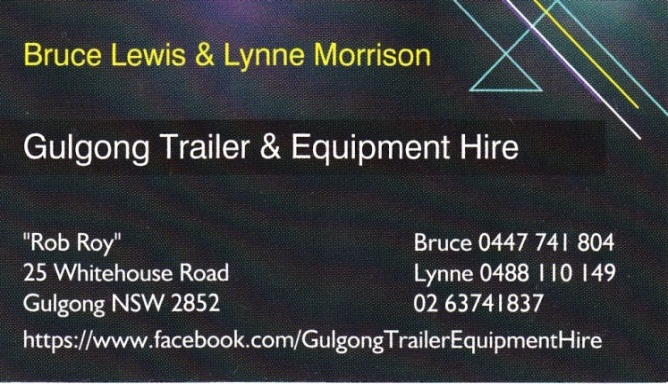 Bruce Lewis & Lynne Morrison
Gulgong Trailer & Equipment Hire
"Rob Roy"
25 Whitehouse Road
Gulgong NSW 2852
Bruce 0447 741 804
Lynne 0488 110 149
02 63741837
https://www.facebook.com/GulgongTrailerEquipmentHire